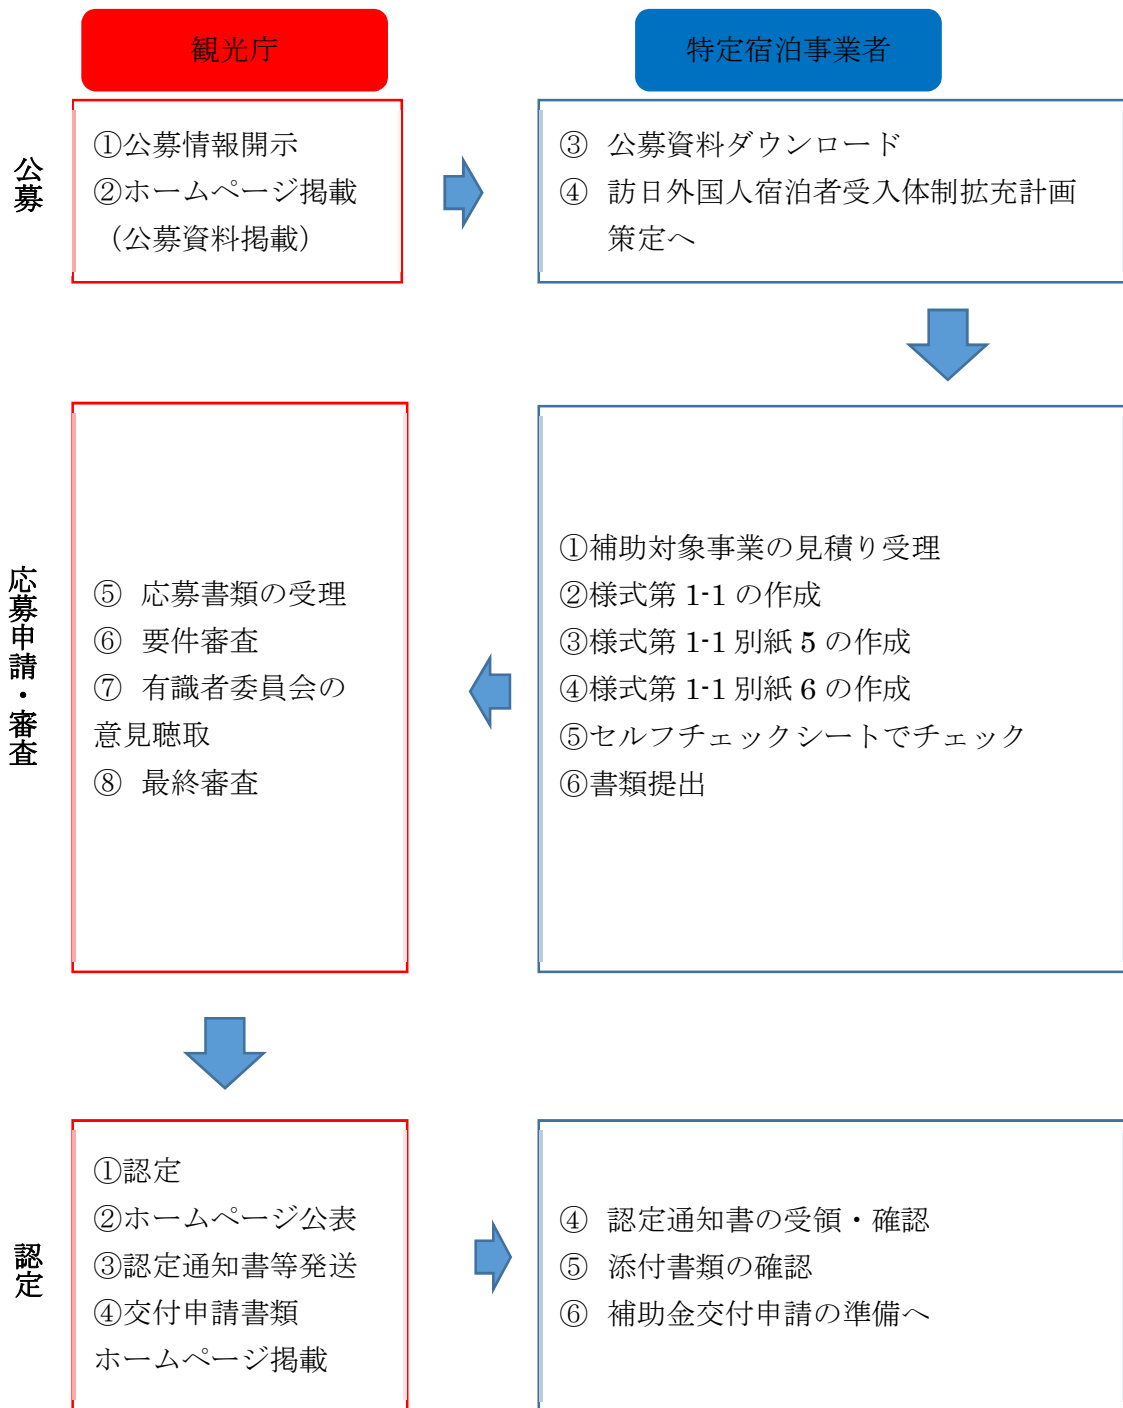 観光庁
特定宿泊事業者
公募
①公募情報開示
②ホームページ掲載
（公募資料掲載）
③ 公募資料ダウンロード
④ 訪日外国人宿泊者受入体制拡充計画
策定へ
応募申請・審査
⑤ 応募書類の受理
⑥ 要件審査
⑦ 有識者委員会の
意見聴取
⑧ 最終審査
①補助対象事業の見積り受理
②様式第 1-1 の作成
③様式第 1-1 別紙 5 の作成
④様式第 1-1 別紙 6 の作成
⑤セルフチェックシートでチェック
⑥書類提出
認定
①認定
②ホームページ公表
③認定通知書等発送
④交付申請書類
ホームページ掲載
④ 認定通知書の受領・確認
⑤ 添付書類の確認
⑥ 補助金交付申請の準備へ